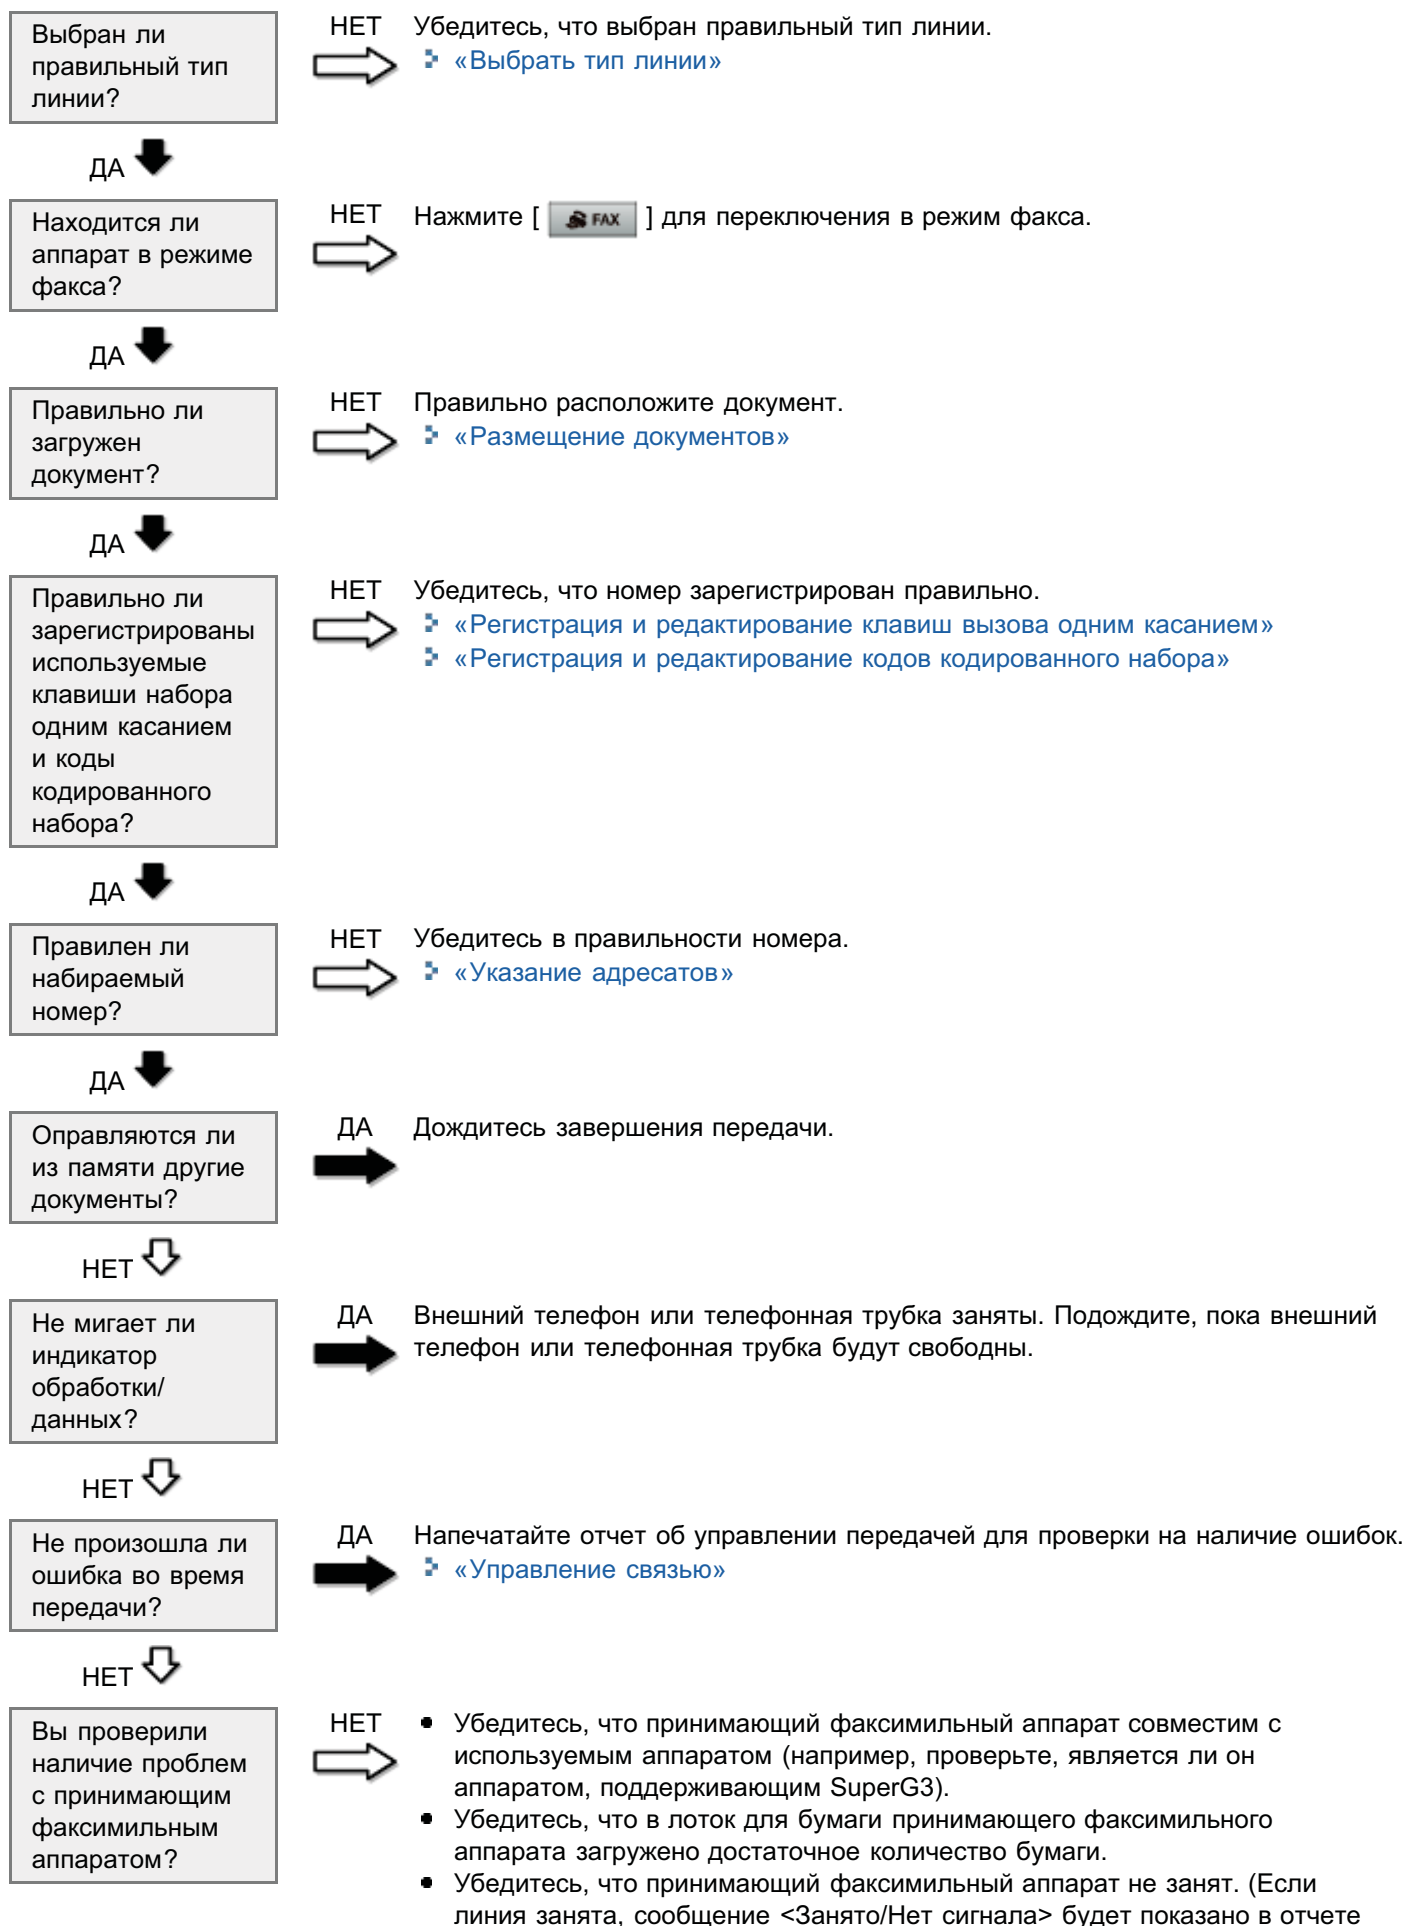 Выбран ли
правильный тип
линии?
НЕТ
Убедитесь, что выбран правильный тип линии.
«Выбрать тип линии»
ДА
Находится ли
аппарат в режиме
факса?
НЕТ
Нажмите [ FAX ] для переключения в режим факса.
ДА
Правильно ли
загружен
документ?
НЕТ
Правильно расположите документ.
«Размещение документов»
ДА
Правильно ли
зарегистрированы
используемые
клавиши набора
одним касанием
и коды
кодированного
набора?
НЕТ
Убедитесь, что номер зарегистрирован правильно.
«Регистрация и редактирование клавиш вызова одним касанием»
«Регистрация и редактирование кодов кодированного набора»
ДА
Правилен ли
набираемый
номер?
НЕТ
Убедитесь в правильности номера.
«Указание адресатов»
ДА
Оправляются ли
из памяти другие
документы?
ДА
Дождитесь завершения передачи.
НЕТ
Не мигает ли
индикатор
обработки/
данных?
ДА
Внешний телефон или телефонная трубка заняты. Подождите, пока внешний
телефон или телефонная трубка будут свободны.
НЕТ
Не произошла ли
ошибка во время
передачи?
ДА
Напечатайте отчет об управлении передачей для проверки на наличие ошибок.
«Управление связью»
НЕТ
Вы проверили
наличие проблем
с принимающим
факсимильным
аппаратом?
НЕТ
• Убедитесь, что принимающий факсимильный аппарат совместим с
используемым аппаратом (например, проверьте, является ли он
аппаратом, поддерживающим SuperG3).
• Убедитесь, что в лоток для бумаги принимающего факсимильного
аппарата загружено достаточное количество бумаги.
• Убедитесь, что принимающий факсимильный аппарат не занят. (Если
линия занята, сообщение <Занято/Нет сигнала> будет показано в отчете